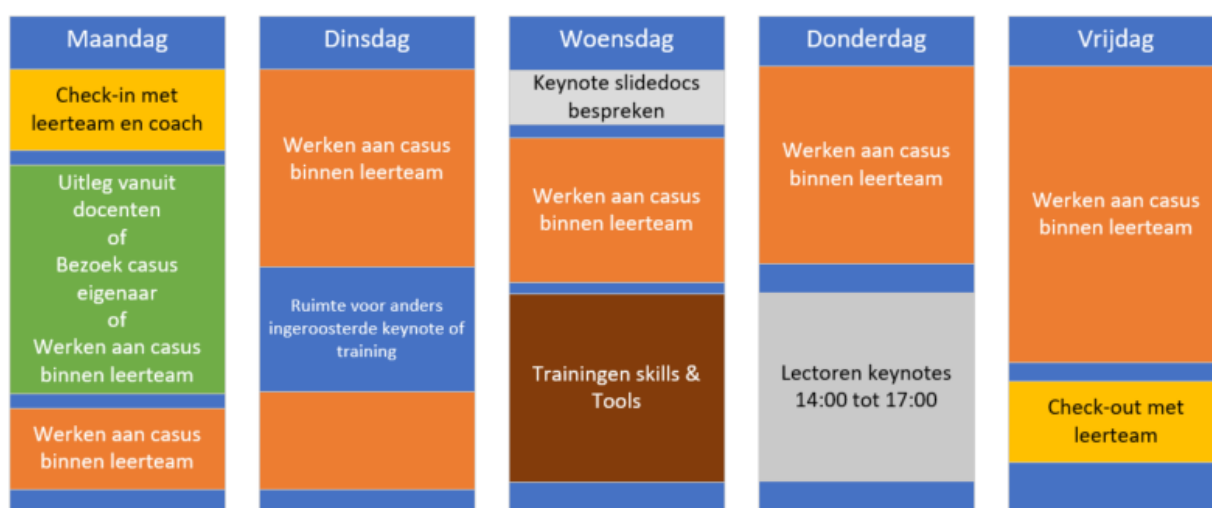 Maandag
Check-in met
leerteam en coach
Uitleg vanuit
docenten
of
Bezoek casus
eigenaar
of
Werken aan casus
binnen leerteam
Werken aan casus
binnen leerteam
Dinsdag
Werken aan casus
binnen leerteam
Ruimte voor anders
ingeroosterde keynote of
training
Woensdag
Keynote slidedocs
bespreken
Werken aan casus
binnen leerteam
Trainingen skills &
Tools
Donderdag
Werken aan casus
binnen leerteam
Lectoren keynotes
14:00 tot 17:00
Vrijdag
Werken aan casus
binnen leerteam
Check-out met
leerteam